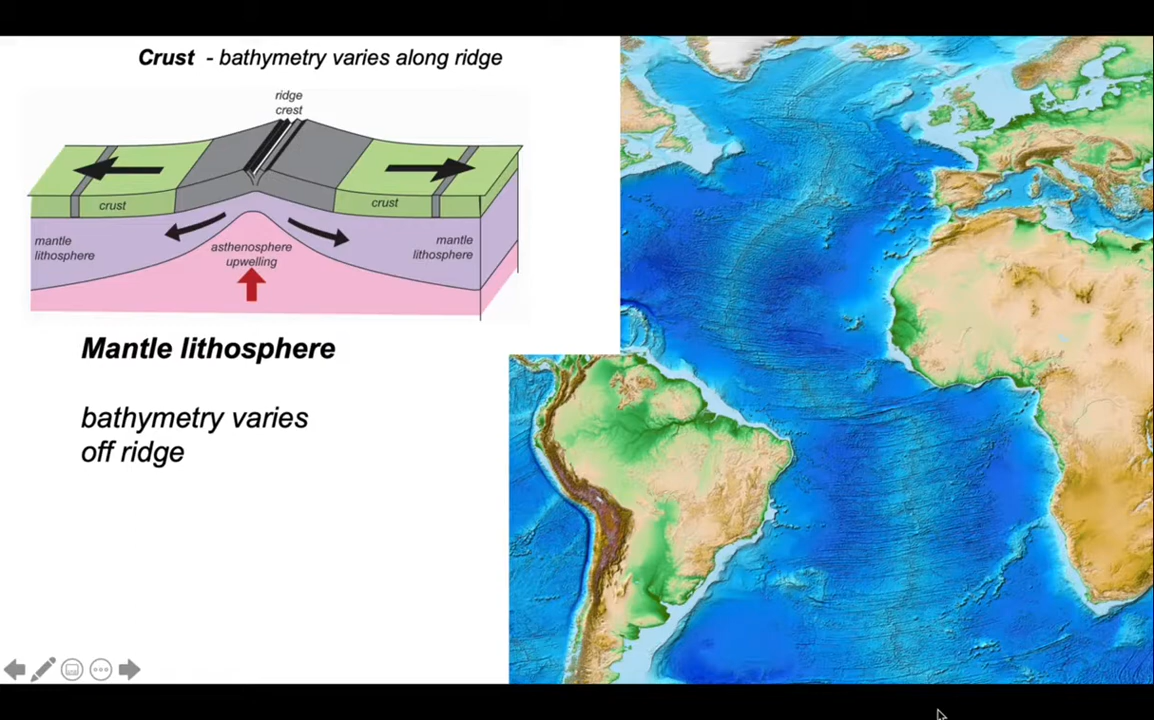 Crust - bathymetry varies along ridge
ridge
crest
crust
crust
mantle
lithosphere
asthenosphere
upwelling
mantle
lithosphere
Mantle lithosphere
bathymetry varies
off ridge